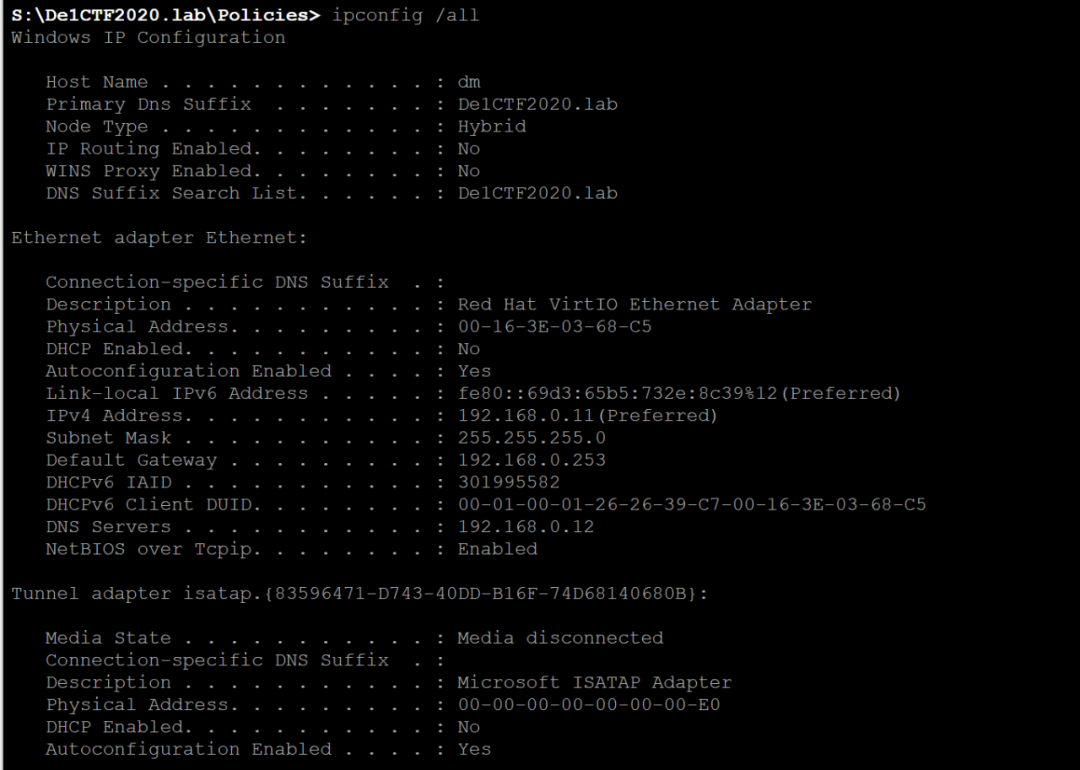 S:\De1CTF2020.lab\Policies> ipconfig /all
Windows IP Configuration
Host Name . . . . . . . . . . . . : dm
Primary Dns Suffix  . . . . . . . : De1CTF2020.lab
Node Type . . . . . . . . . . . . : Hybrid
IP Routing Enabled. . . . . . . . : No
WINS Proxy Enabled. . . . . . . . : No
DNS Suffix Search List. . . . . . : De1CTF2020.lab
Ethernet adapter Ethernet:
Connection-specific DNS Suffix  . :
Description . . . . . . . . . . . : Red Hat VirtIO Ethernet Adapter
Physical Address. . . . . . . . . : 00-16-3E-03-68-C5
DHCP Enabled. . . . . . . . . . . : No
Autoconfiguration Enabled . . . . : Yes
Link-local IPv6 Address . . . . . : fe80::69d3:65b5:732e:8c39%12(Preferred)
IPv4 Address. . . . . . . . . . . : 192.168.0.11(Preferred)
Subnet Mask . . . . . . . . . . . : 255.255.255.0
Default Gateway . . . . . . . . . : 192.168.0.253
DHCPv6 IAID . . . . . . . . . . . : 301995582
DHCPv6 Client DUID. . . . . . . . : 00-01-00-01-26-26-39-C7-00-16-3E-03-68-C5
DNS Servers . . . . . . . . . . . : 192.168.0.12
NetBIOS over Tcpip. . . . . . . . : Enabled
Tunnel adapter isatap.{83596471-D743-40DD-B16F-74D68140680B}:
Media State . . . . . . . . . . . : Media disconnected
Connection-specific DNS Suffix  . :
Description . . . . . . . . . . . : Microsoft ISATAP Adapter
Physical Address. . . . . . . . . : 00-00-00-00-00-00-00-E0
DHCP Enabled. . . . . . . . . . . : No
Autoconfiguration Enabled . . . . : Yes